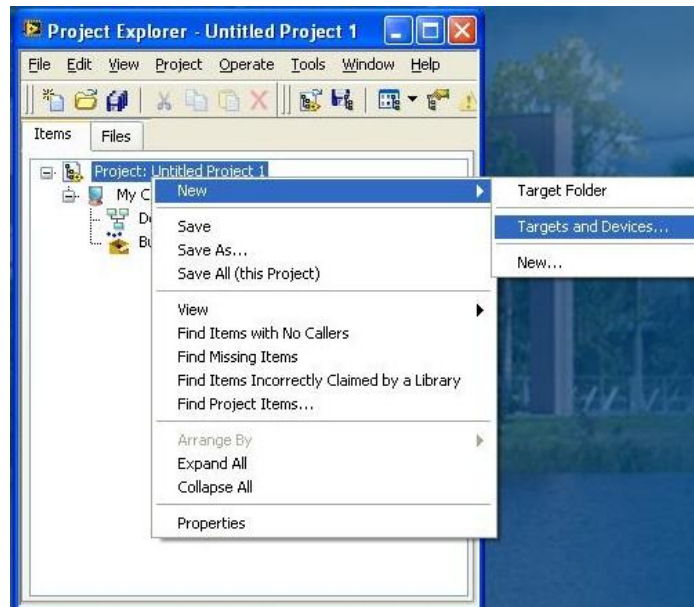 Project Explorer - Untitled Project 1
File Edit View Project Operate Tools Window Help
Items Files
Project: Untitled Project 1
My C
New
Target Folder
Targets and Devices...
New...
D
Bu
Save
Save As...
Save All (this Project)
View
Find Items with No Callers
Find Missing Items
Find Items Incorrectly Claimed by a Library
Find Project Items...
Arrange By
Expand All
Collapse All
Properties